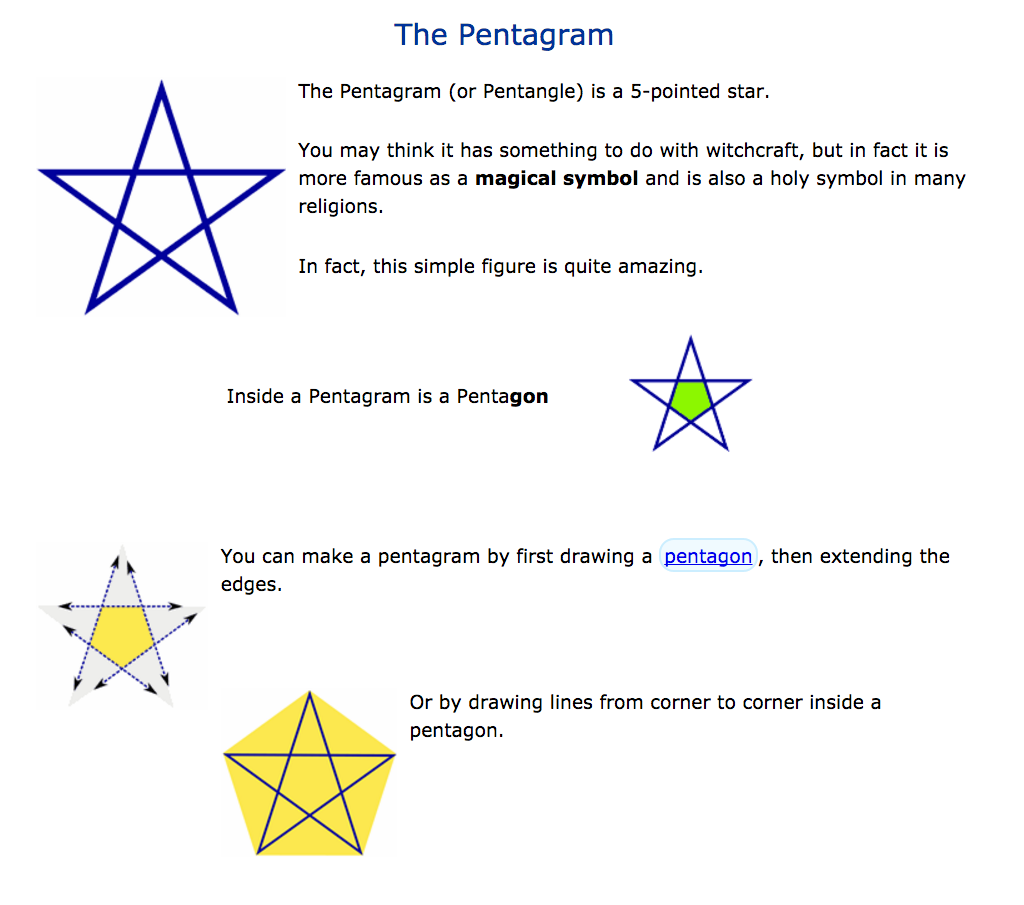 The Pentagram
The Pentagram (or Pentangle) is a 5-pointed star.
You may think it has something to do with witchcraft, but in fact it is
more famous as a magical symbol and is also a holy symbol in many
religions.
In fact, this simple figure is quite amazing.
Inside a Pentagram is a Pentagon
You can make a pentagram by first drawing a pentagon, then extending the
edges.
Or by drawing lines from corner to corner inside a
pentagon.